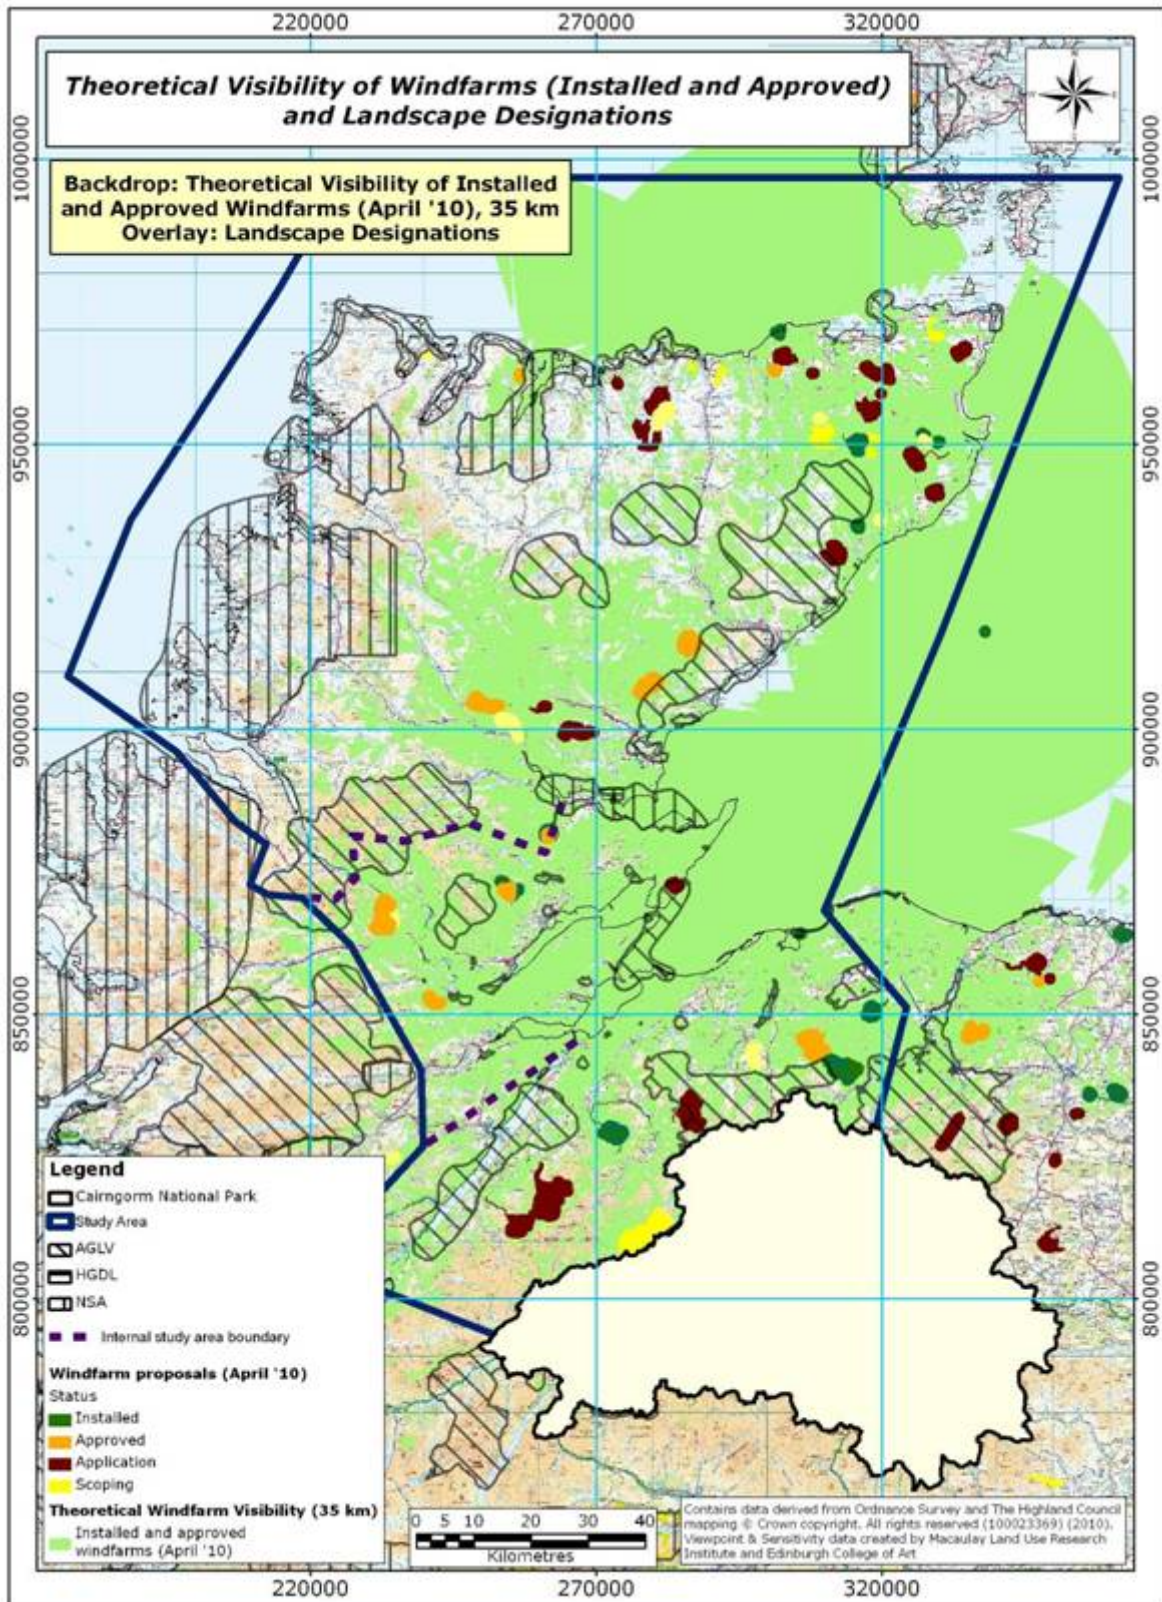 220000 270000 320000
Theoretical Visibility of Windfarms (Installed and Approved)
and Landscape Designations
Backdrop: Theoretical Visibility of Installed
and Approved Windfarms (April '10), 35 km
Overlay: Landscape Designations
1000000 1000000
950000 950000
900000 900000
850000 850000
800000 800000
Legend
Cairngorm National Park
Study Area
AGLV
HGDL
NSA
Internal study area boundary
Windfarm proposals (April '10)
Status
Installed
Approved
Application
Scoping
Theoretical Windfarm Visibility (35 km)
Installed and approved
windfarms (April '10)
0 5 10 20 30 40
Kilometres
Contains data derived from Ordnance Survey and The Highland Council
mapping © Crown copyright. All rights reserved (100023369) (2010).
Viewpoint & Sensitivity data created by Macaulay Land Use Research
Institute and Edinburgh College of Art
220000 270000 320000